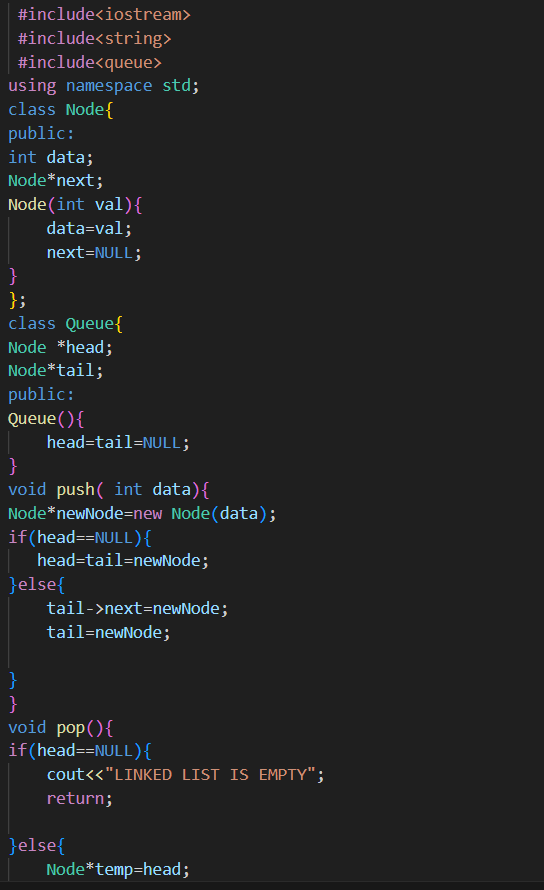 #include<iostream>
#include<string>
#include<queue>
using namespace std;
class Node{
public:
int data;
Node*next;
Node(int val){
    data=val;
    next=NULL;
}
};
class Queue{
Node *head;
Node*tail;
public:
Queue(){
    head=tail=NULL;
}
void push( int data){
Node*newNode=new Node(data);
if(head==NULL){
   head=tail=newNode;
}else{
    tail->next=newNode;
    tail=newNode;
}
}
void pop(){
if(head==NULL){
    cout<<"LINKED LIST IS EMPTY";
    return;
}else{
    Node*temp=head;